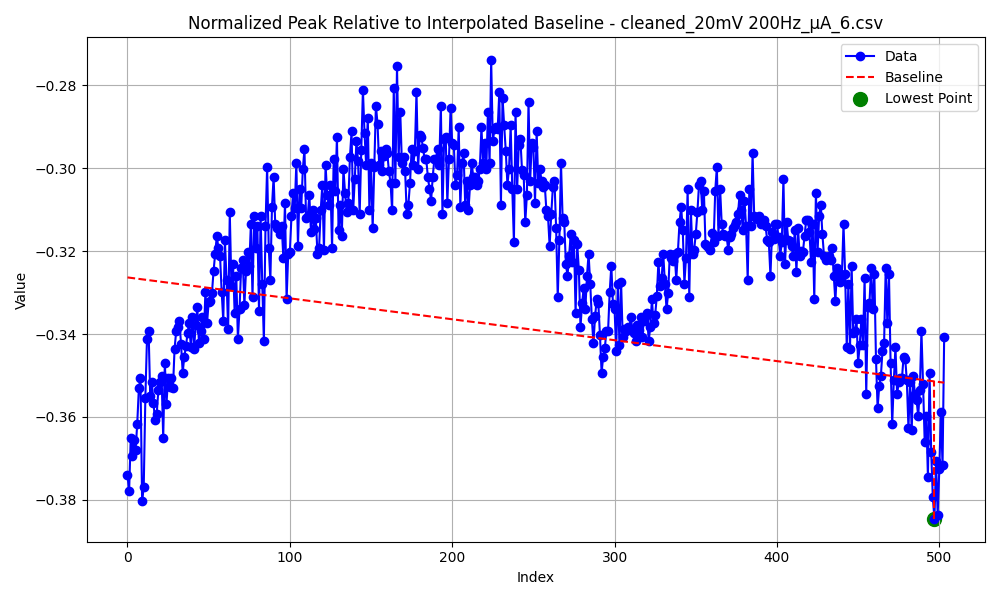 Normalized Peak Relative to Interpolated Baseline - cleaned_20mV 200Hz_µA_6.csv
Data
Baseline
Lowest Point
Value
−0.28
−0.30
−0.32
−0.34
−0.36
−0.38
0 100 200 300 400 500
Index